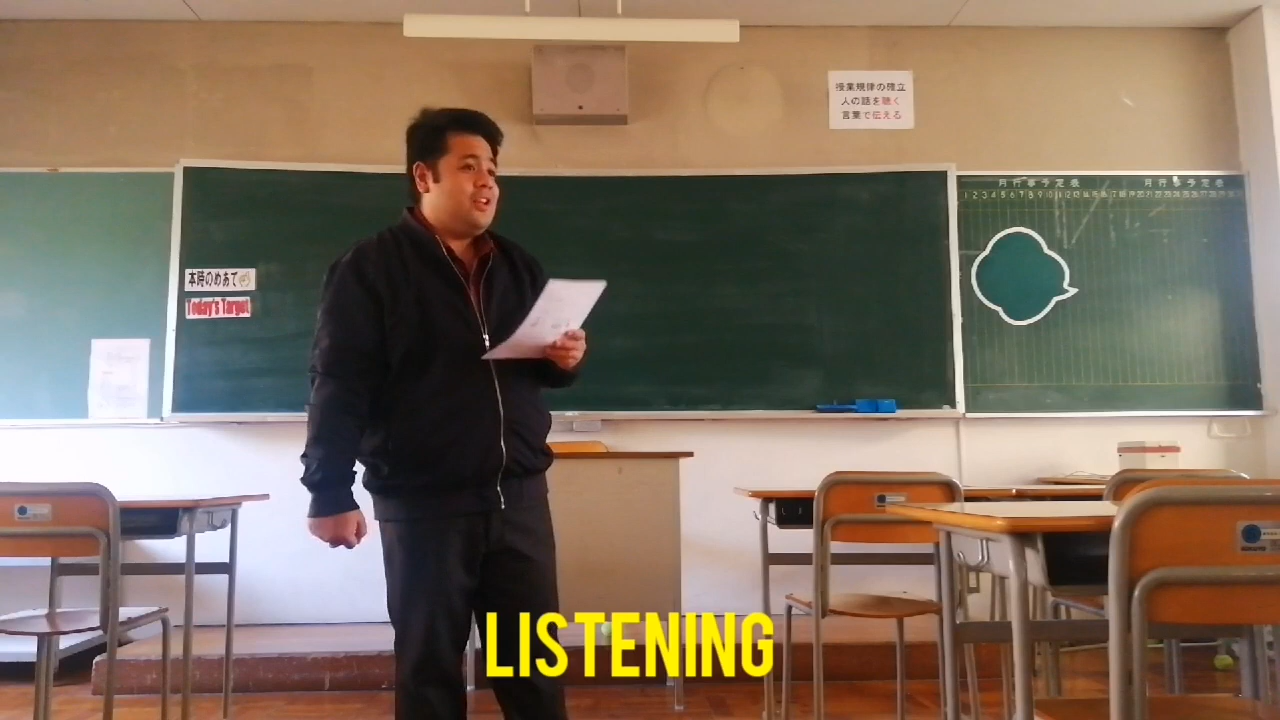 授業規律の確立
人の話を聴く
言葉で伝える
月行事予定表
月行事予定表
本時のめあて
Today's Target
LISTENING